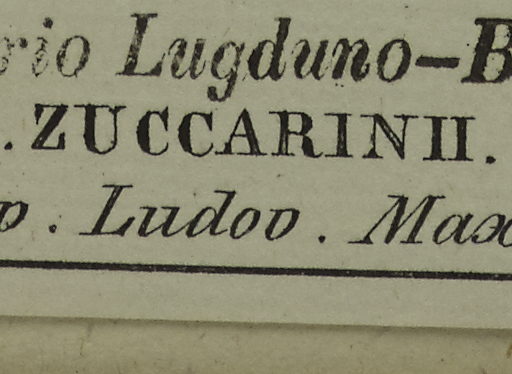 rio Lugduno-B
. ZUCCARINII.
p. Ludov. Max